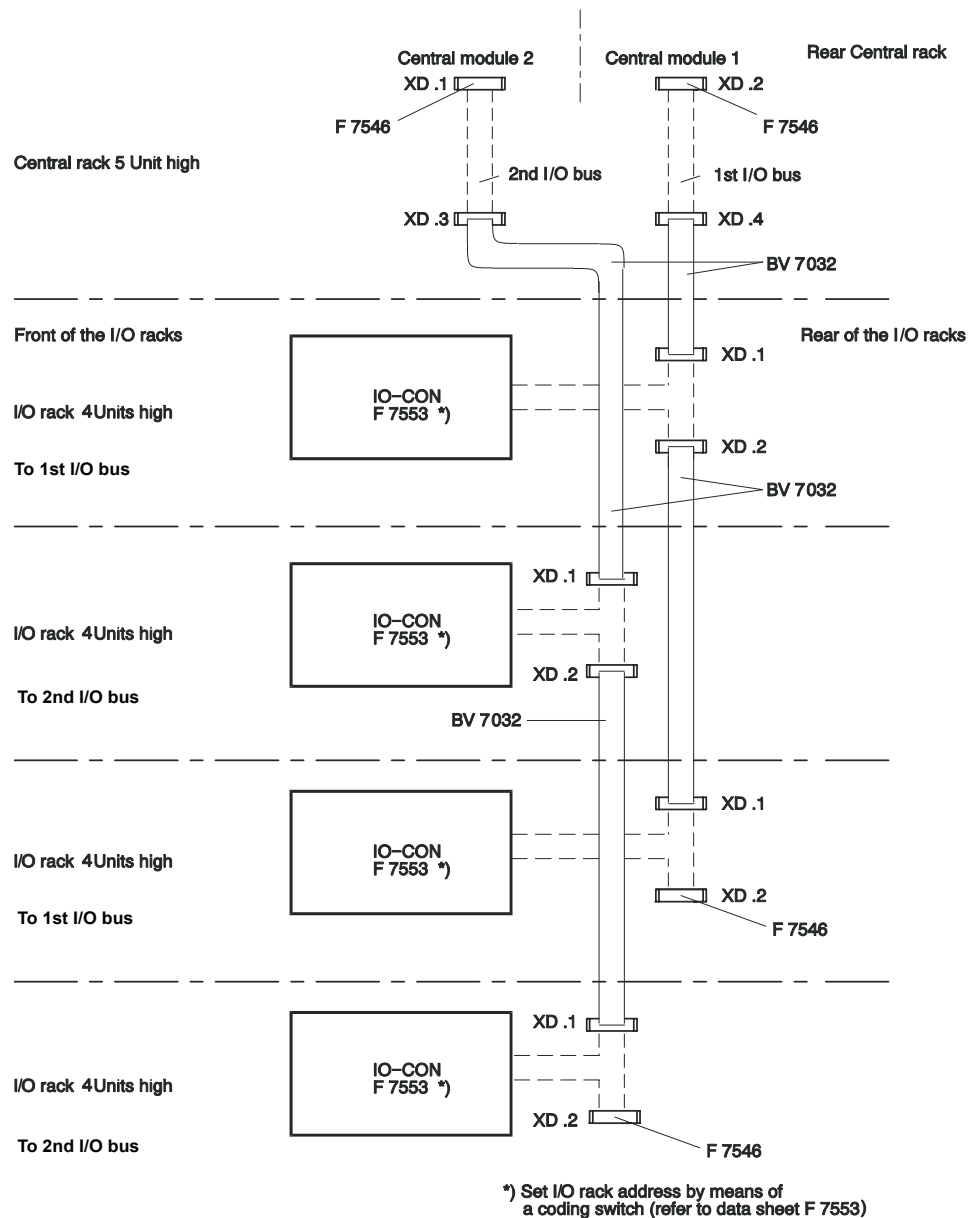 Rear Central rack
Central module 2
Central module 1
XD .1
XD .2
F 7546
F 7546
Central rack 5 Unit high
2nd I/O bus
1st I/O bus
XD .3
XD .4
BV 7032
Front of the I/O racks
Rear of the I/O racks
XD .1
IO-CON
F 7553 *)
I/O rack 4Units high
XD .2
To 1st I/O bus
BV 7032
XD .1
IO-CON
F 7553 *)
I/O rack 4Units high
XD .2
To 2nd I/O bus
BV 7032
XD .1
IO-CON
F 7553 *)
I/O rack 4Units high
XD .2
To 1st I/O bus
F 7546
XD .1
IO-CON
F 7553 *)
I/O rack 4Units high
XD .2
To 2nd I/O bus
F 7546
*) Set I/O rack address by means of
a coding switch (refer to data sheet F 7553)